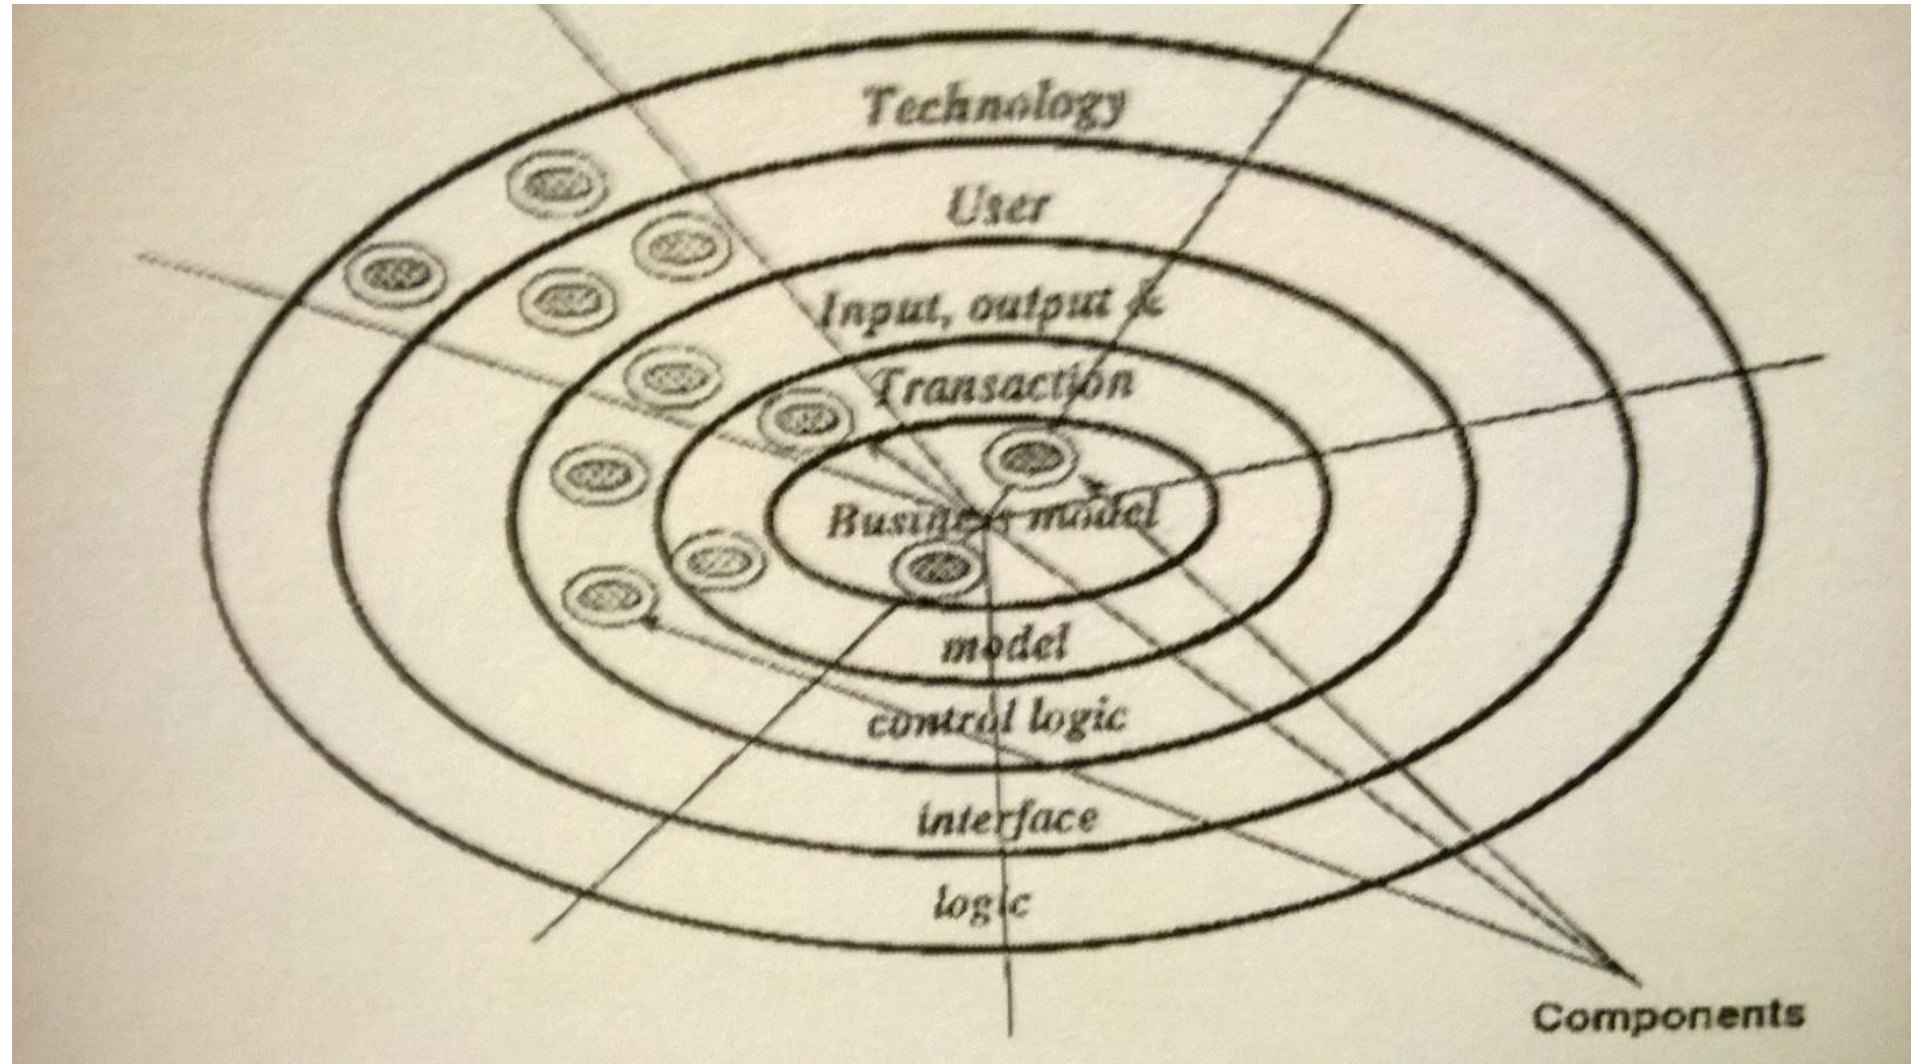 Technology
User
Input, output &
Transaction
Business model
model
control logic
interface
logic
Components